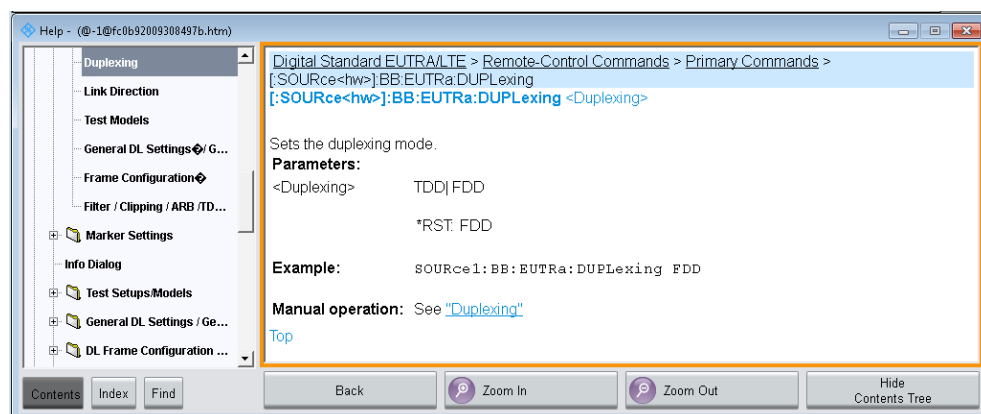 Help - (@-1@fc0b92009308497b.htm)
Duplexing
Link Direction
Test Models
General DL Settings�/ G...
Frame Configuration�
Filter / Clipping / ARB /TD...
Marker Settings
Info Dialog
Test Setups/Models
General DL Settings / Ge...
DL Frame Configuration ...
Contents
Index
Find
Digital Standard EUTRA/LTE > Remote-Control Commands > Primary Commands >
[:SOURce<hw>]:BB:EUTRa:DUPLexing
[:SOURce<hw>]:BB:EUTRa:DUPLexing <Duplexing>
Sets the duplexing mode.
Parameters:
<Duplexing> TDD| FDD
*RST: FDD
Example: SOURce1:BB:EUTRa:DUPLexing FDD
Manual operation: See "Duplexing"
Top
Back
Zoom In
Zoom Out
Hide
Contents Tree